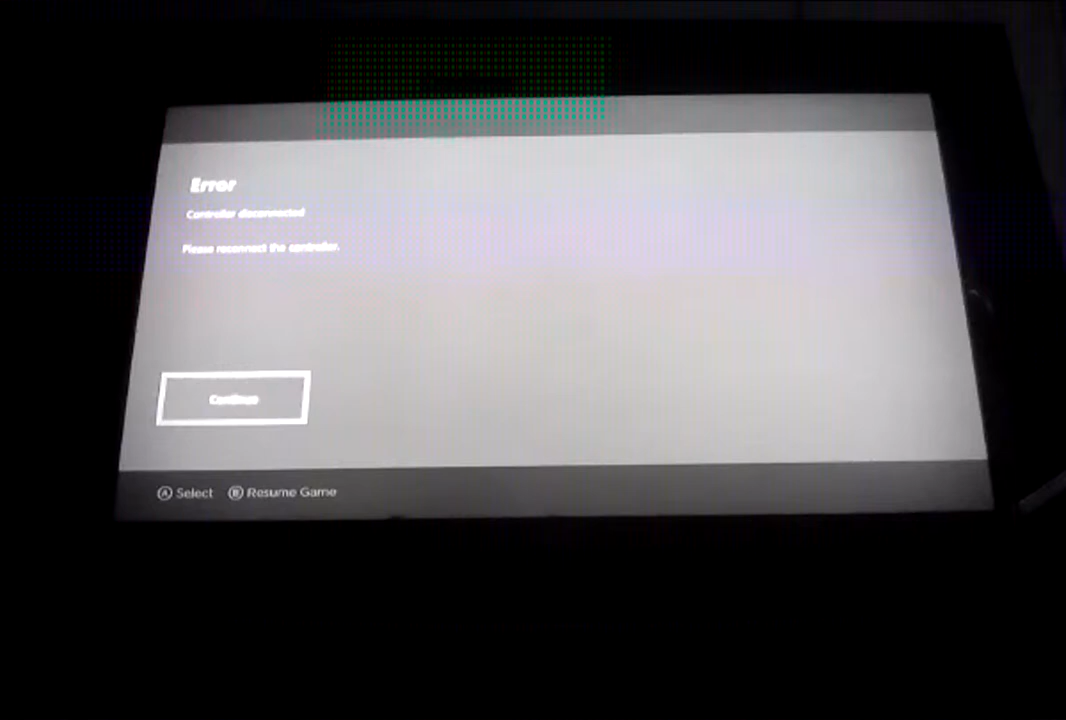 Error
Controller disconnected
Please reconnect the controller.
Continue
A Select B Resume Game